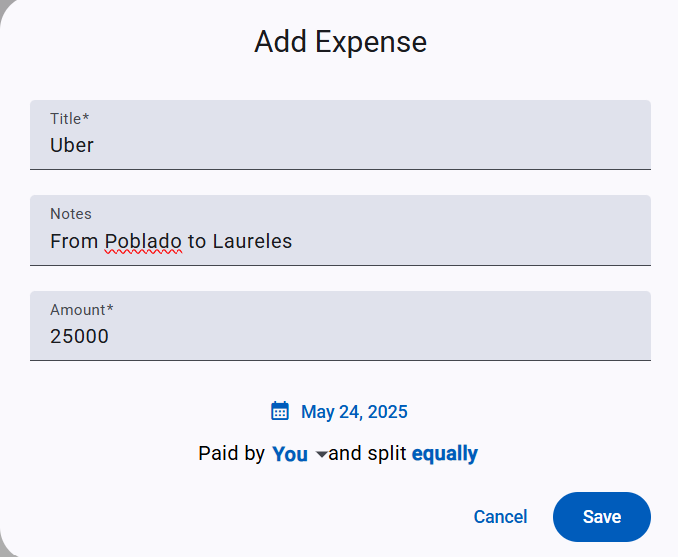 Add Expense
Title*
Uber
Notes
From Poblado to Laureles
Amount*
25000
May 24, 2025
Paid by You and split equally
Cancel Save